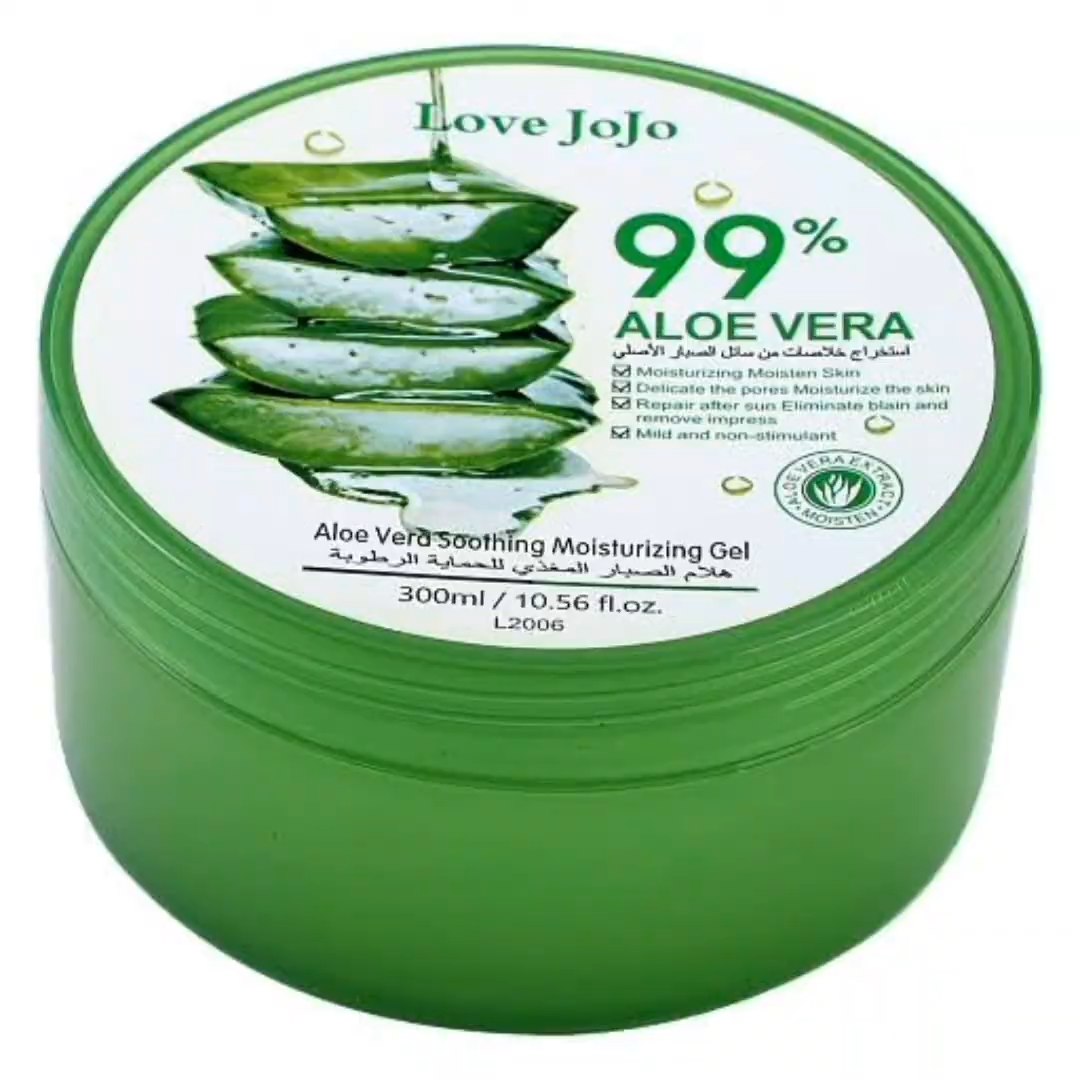 Love JoJo
99%
ALOE VERA
استخراج خلاصات من سائل الصبار الأصلي
Moisturizing Moisten Skin
Delicate the pores Moisturize the skin
Repair after sun Eliminate blain and
remove impress
Mild and non-stimulant
ALOE VERA EXTRACT
MOISTEN
Aloe Vera Soothing Moisturizing Gel
هلام الصبار المغذي للحماية الرطوبة
300ml / 10.56 fl.oz.
L2006